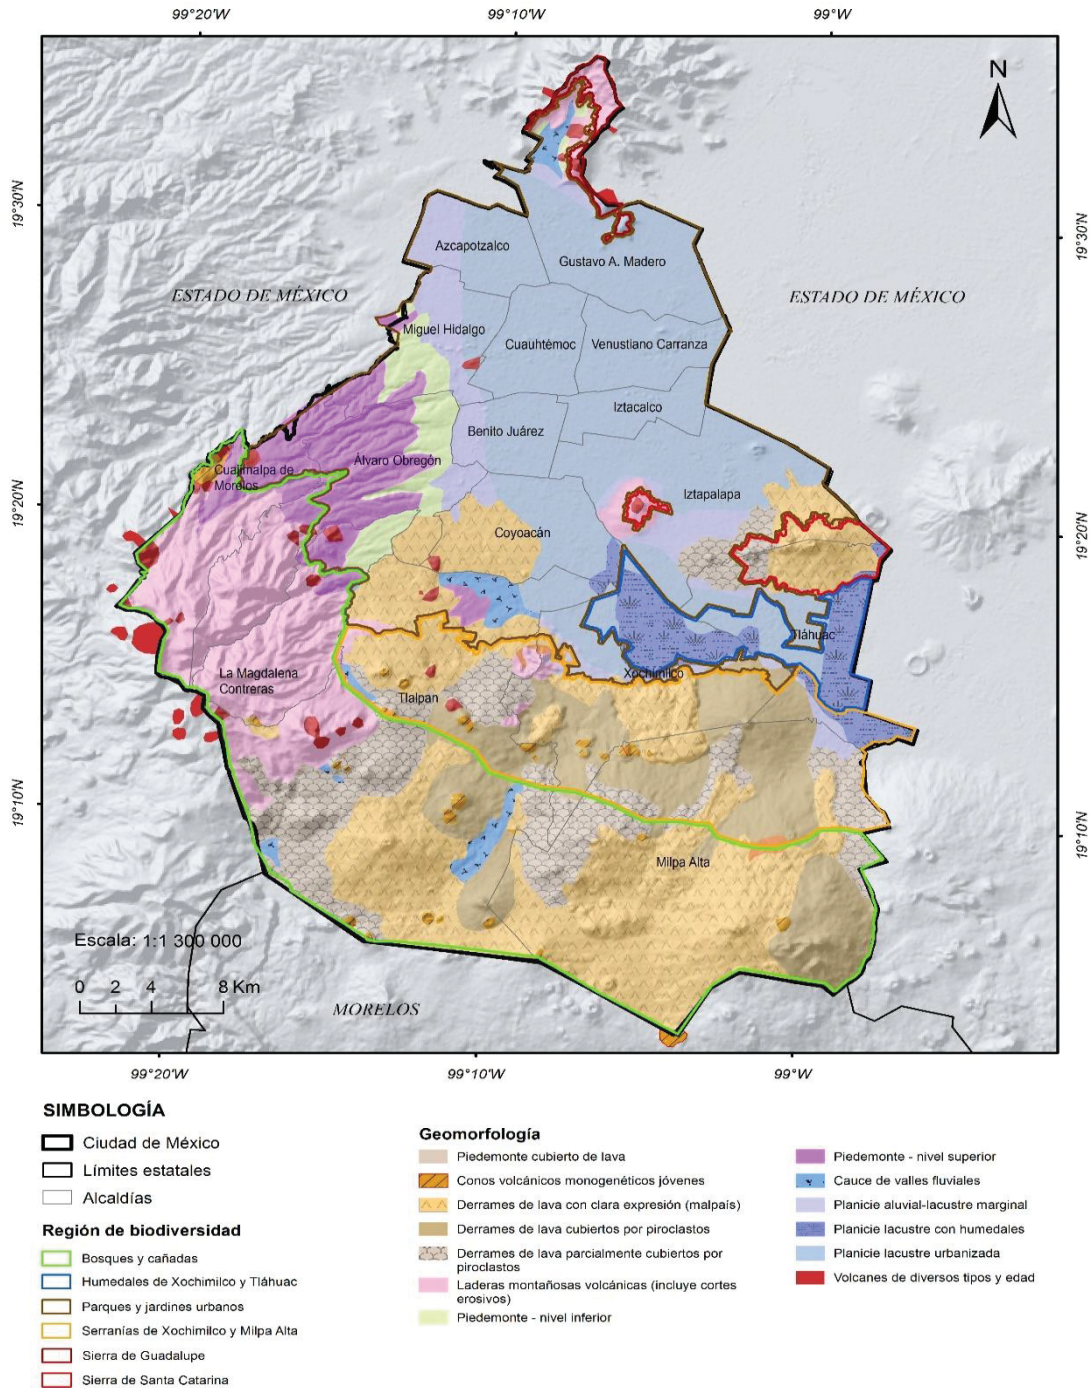 99°20'W
99°10'W
99°W
N
19°30'N
19°30'N
Azcapotzalco
Gustavo A. Madero
ESTADO DE MÉXICO
ESTADO DE MÉXICO
Miguel Hidalgo
Cuauhtémoc
Venustiano Carranza
Iztacalco
Benito Juárez
Álvaro Obregón
Cuajimalpa de
Morelos
Iztapalapa
19°20'N
19°20'N
Coyoacán
Tláhuac
La Magdalena
Contreras
Xochimilco
Tlalpan
19°10'N
19°10'N
Milpa Alta
Escala: 1:1 300 000
0 2 4 8 Km
MORELOS
99°20'W
99°10'W
99°W
SIMBOLOGÍA
Ciudad de México
Límites estatales
Alcaldías
Región de biodiversidad
Bosques y cañadas
Humedales de Xochimilco y Tláhuac
Parques y jardines urbanos
Serranías de Xochimilco y Milpa Alta
Sierra de Guadalupe
Sierra de Santa Catarina
Geomorfología
Piedemonte cubierto de lava
Conos volcánicos monogenéticos jóvenes
Derrames de lava con clara expresión (malpaís)
Derrames de lava cubiertos por piroclastos
Derrames de lava parcialmente cubiertos por
piroclastos
Laderas montañosas volcánicas (incluye cortes
erosivos)
Piedemonte - nivel inferior
Piedemonte - nivel superior
Cauce de valles fluviales
Planicie aluvial-lacustre marginal
Planicie lacustre con humedales
Planicie lacustre urbanizada
Volcanes de diversos tipos y edad